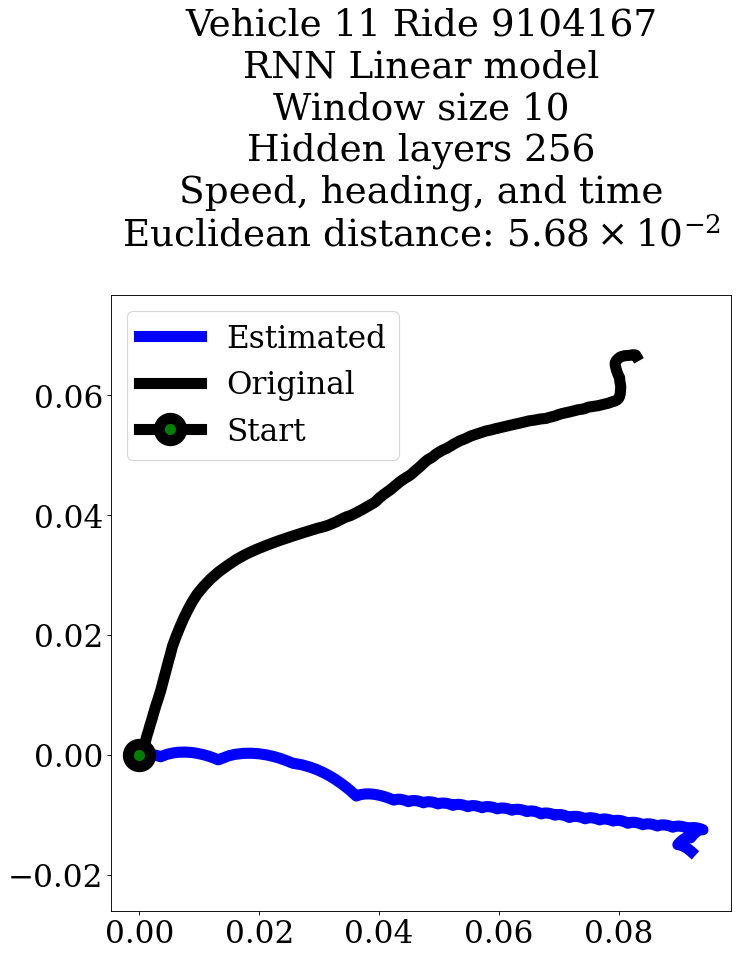 Vehicle 11 Ride 9104167
RNN Linear model
Window size 10
Hidden layers 256
Speed, heading, and time
Euclidean distance: 5.68 × 10⁻²
Estimated
Original
Start
0.06
0.04
0.02
0.00
−0.02
0.00 0.02 0.04 0.06 0.08